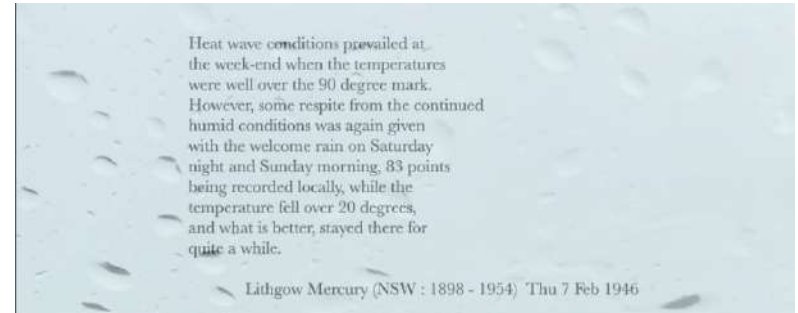 Heat wave conditions prevailed at
the week-end when the temperatures
were well over the 90 degree mark.
However, some respite from the continued
humid conditions was again given
with the welcome rain on Saturday
night and Sunday morning, 83 points
being recorded locally, while the
temperature fell over 20 degrees,
and what is better, stayed there for
quite a while.
Lithgow Mercury (NSW : 1898 - 1954) Thu 7 Feb 1946